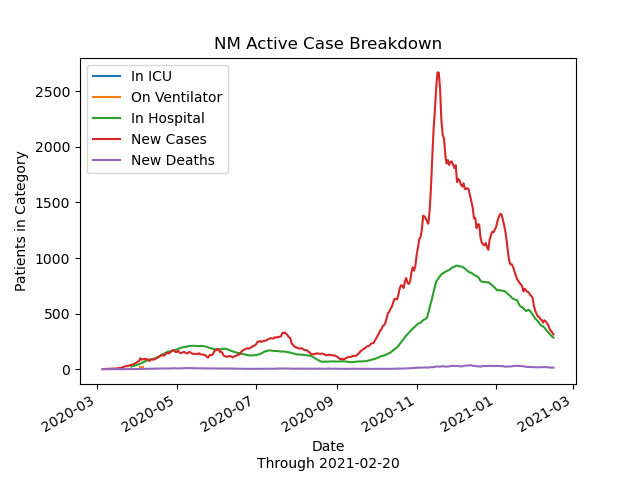 NM Active Case Breakdown
In ICU
On Ventilator
In Hospital
New Cases
New Deaths
Patients in Category
2500
2000
1500
1000
500
0
2020-03 2020-05 2020-07 2020-09 2020-11 2021-01 2021-03
Date
Through 2021-02-20